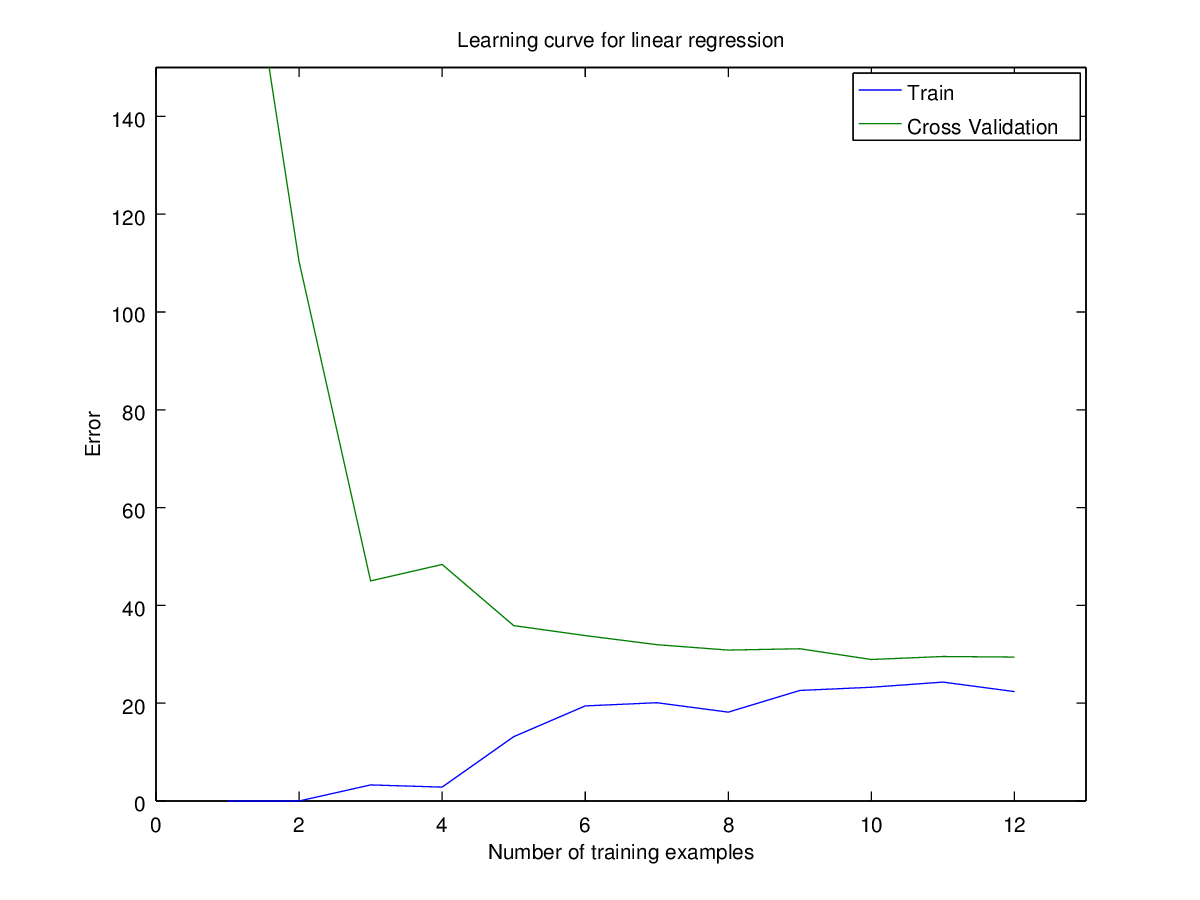 Learning curve for linear regression
Train
Cross Validation
140
120
100
80
60
40
20
0
Error
0 2 4 6 8 10 12
Number of training examples